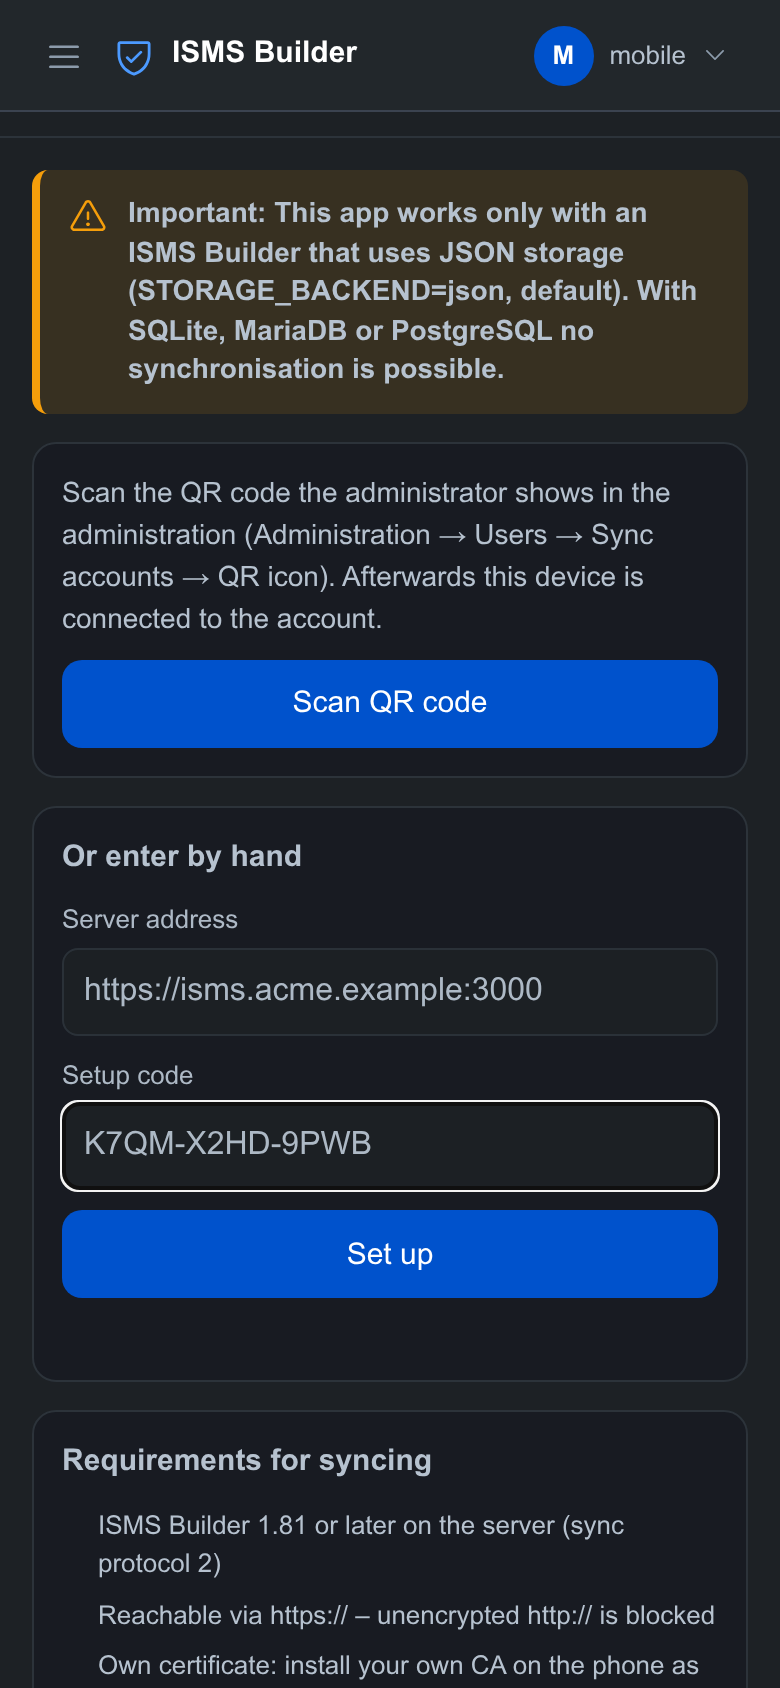 ISMS Builder
M
mobile
Important: This app works only with an
ISMS Builder that uses JSON storage
(STORAGE_BACKEND=json, default). With
SQLite, MariaDB or PostgreSQL no
synchronisation is possible.
Scan the QR code the administrator shows in the
administration (Administration → Users → Sync
accounts → QR icon). Afterwards this device is
connected to the account.
Scan QR code
Or enter by hand
Server address
https://isms.acme.example:3000
Setup code
K7QM-X2HD-9PWB
Set up
Requirements for syncing
ISMS Builder 1.81 or later on the server (sync
protocol 2)
Reachable via https:// – unencrypted http:// is blocked
Own certificate: install your own CA on the phone as